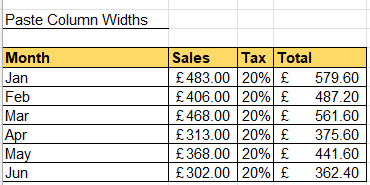 Paste Column Widths
Month Sales Tax Total
Jan £483.00 20% £ 579.60
Feb £406.00 20% £ 487.20
Mar £468.00 20% £ 561.60
Apr £313.00 20% £ 375.60
May £368.00 20% £ 441.60
Jun £302.00 20% £ 362.40